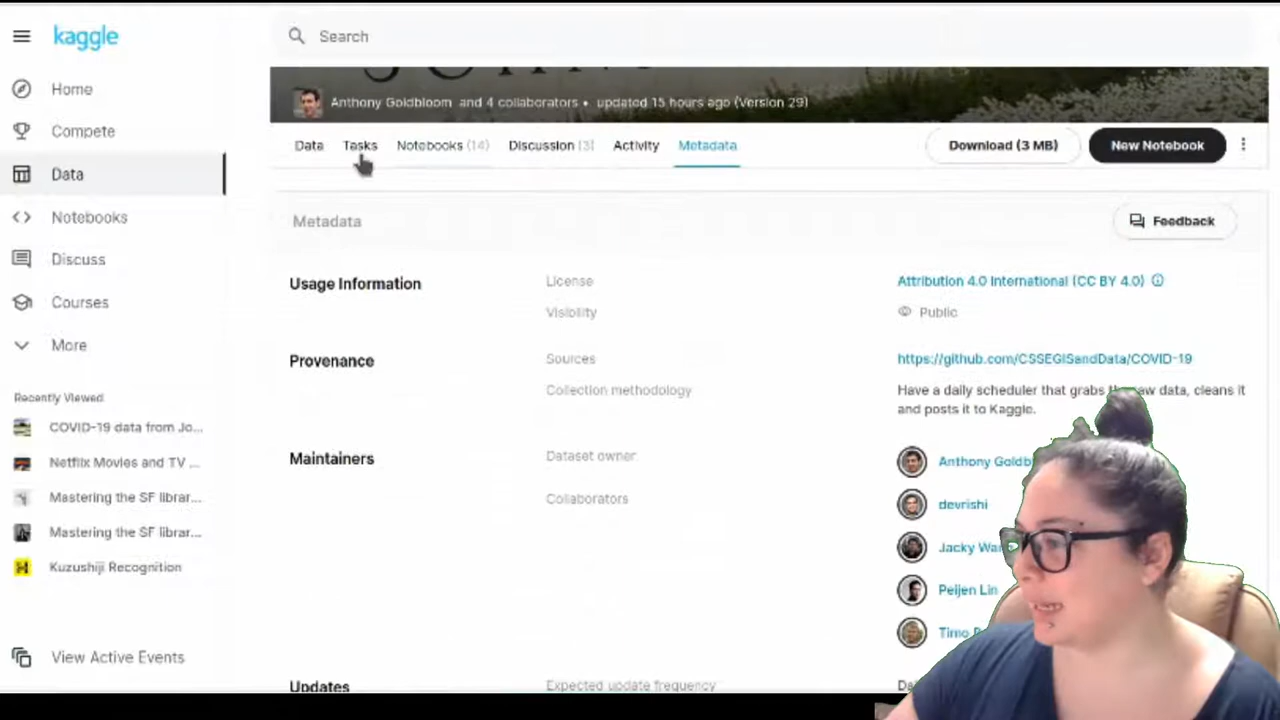 kaggle
Search
Home
Compete
Data
Notebooks
Discuss
Courses
More
Recently Viewed
COVID-19 data from Jo...
Netflix Movies and TV ...
Mastering the SF librar...
Mastering the SF librar...
Kuzushiji Recognition
View Active Events
Anthony Goldbloom and 4 collaborators • updated 15 hours ago (Version 29)
Data Tasks Notebooks (14) Discussion (3) Activity Metadata
Download (3 MB) New Notebook
Metadata
Feedback
Usage Information
License Attribution 4.0 International (CC BY 4.0)
Visibility Public
Provenance
Sources https://github.com/CSSEGISandData/COVID-19
Collection methodology Have a daily scheduler that grabs raw data, cleans it
and posts it to Kaggle.
Maintainers
Dataset owner Anthony
Collaborators devrishi
Jacky
Peijen Lin
Updates Expected update frequency